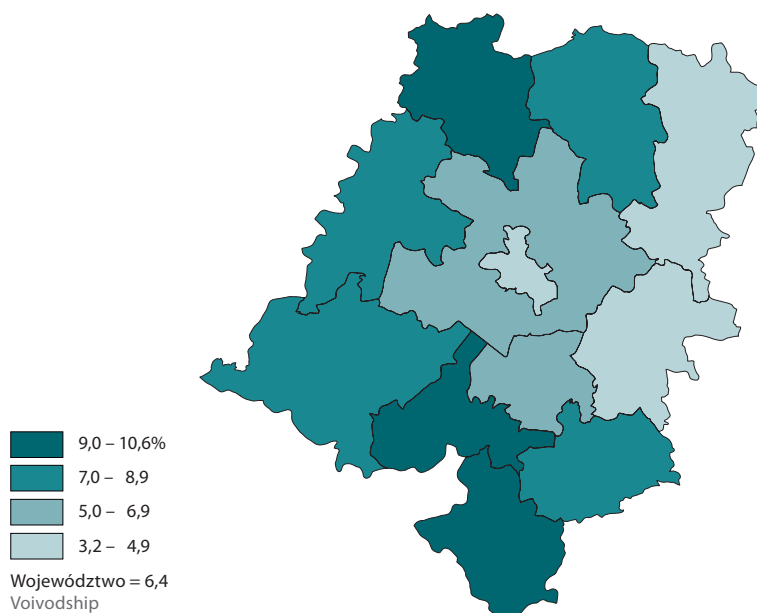 9,0 – 10,6%
7,0 – 8,9
5,0 – 6,9
3,2 – 4,9
Województwo = 6,4
Voivodship